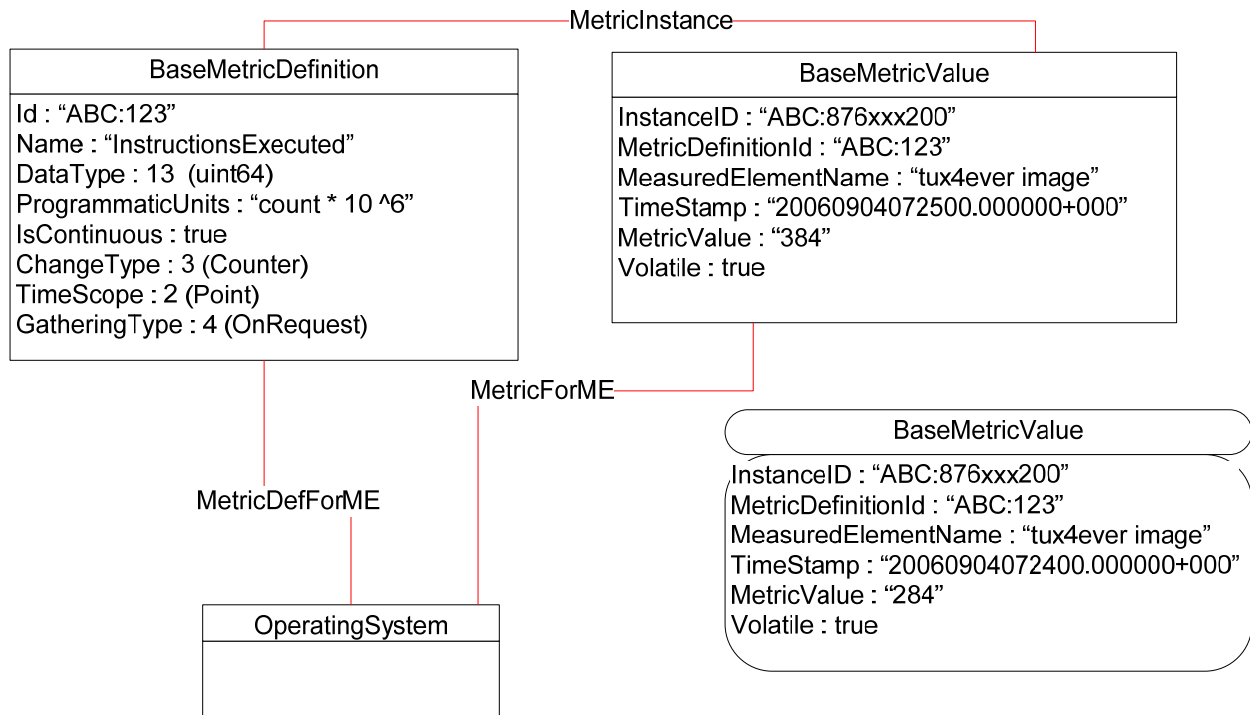 MetricInstance
BaseMetricDefinition
Id : “ABC:123”
Name : “InstructionsExecuted”
DataType : 13  (uint64)
ProgrammaticUnits : “count * 10 ^6”
IsContinuous : true
ChangeType : 3 (Counter)
TimeScope : 2 (Point)
GatheringType : 4 (OnRequest)
BaseMetricValue
InstanceID : “ABC:876xxx200”
MetricDefinitionId : “ABC:123”
MeasuredElementName : “tux4ever image”
TimeStamp : “20060904072500.000000+000”
MetricValue : “384”
Volatile : true
MetricForME
BaseMetricValue
InstanceID : “ABC:876xxx200”
MetricDefinitionId : “ABC:123”
MeasuredElementName : “tux4ever image”
TimeStamp : “20060904072400.000000+000”
MetricValue : “284”
Volatile : true
MetricDefForME
OperatingSystem